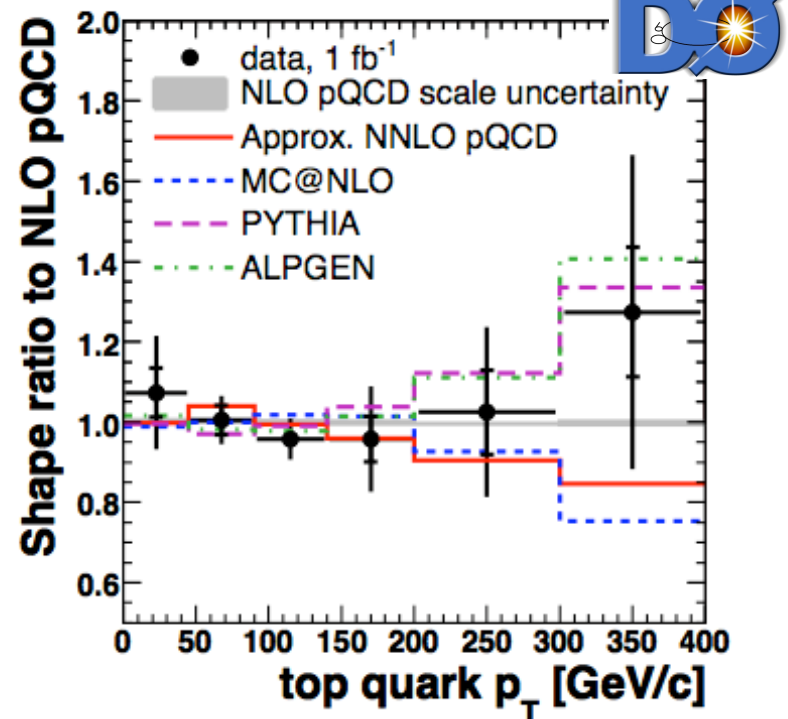 DØ
data, 1 fb⁻¹
NLO pQCD scale uncertainty
Approx. NNLO pQCD
MC@NLO
PYTHIA
ALPGEN
Shape ratio to NLO pQCD
2.0
1.8
1.6
1.4
1.2
1.0
0.8
0.6
0 50 100 150 200 250 300 350 400
top quark p_T [GeV/c]